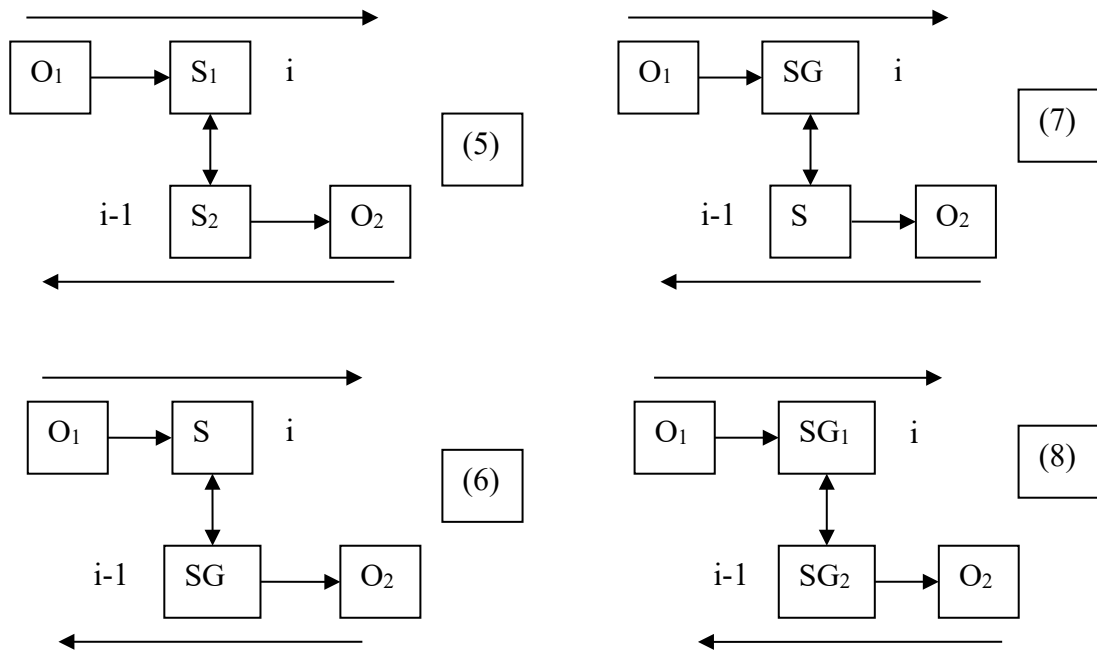 O₁ S₁ i
(5)
i-1 S₂ O₂
O₁ SG i
(7)
i-1 S O₂
O₁ S i
(6)
i-1 SG O₂
O₁ SG₁ i
(8)
i-1 SG₂ O₂